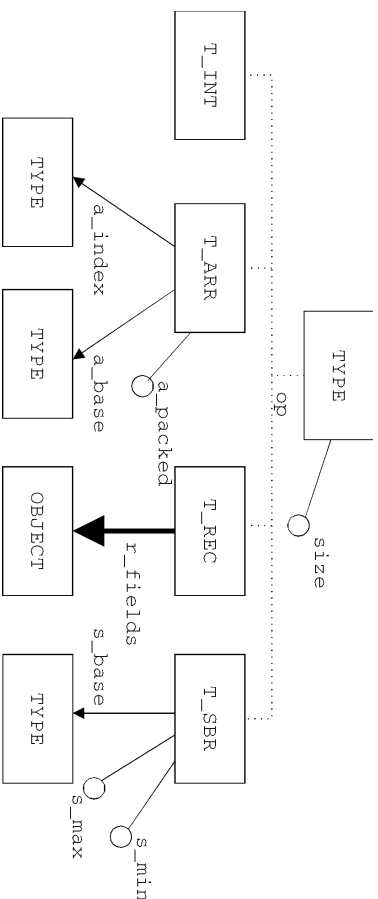 TYPE
size
op
T_INT
T_ARR
T_REC
T_SBR
a_index
a_base
a_packed
r_fields
s_base
s_max
s_min
TYPE
TYPE
OBJECT
TYPE